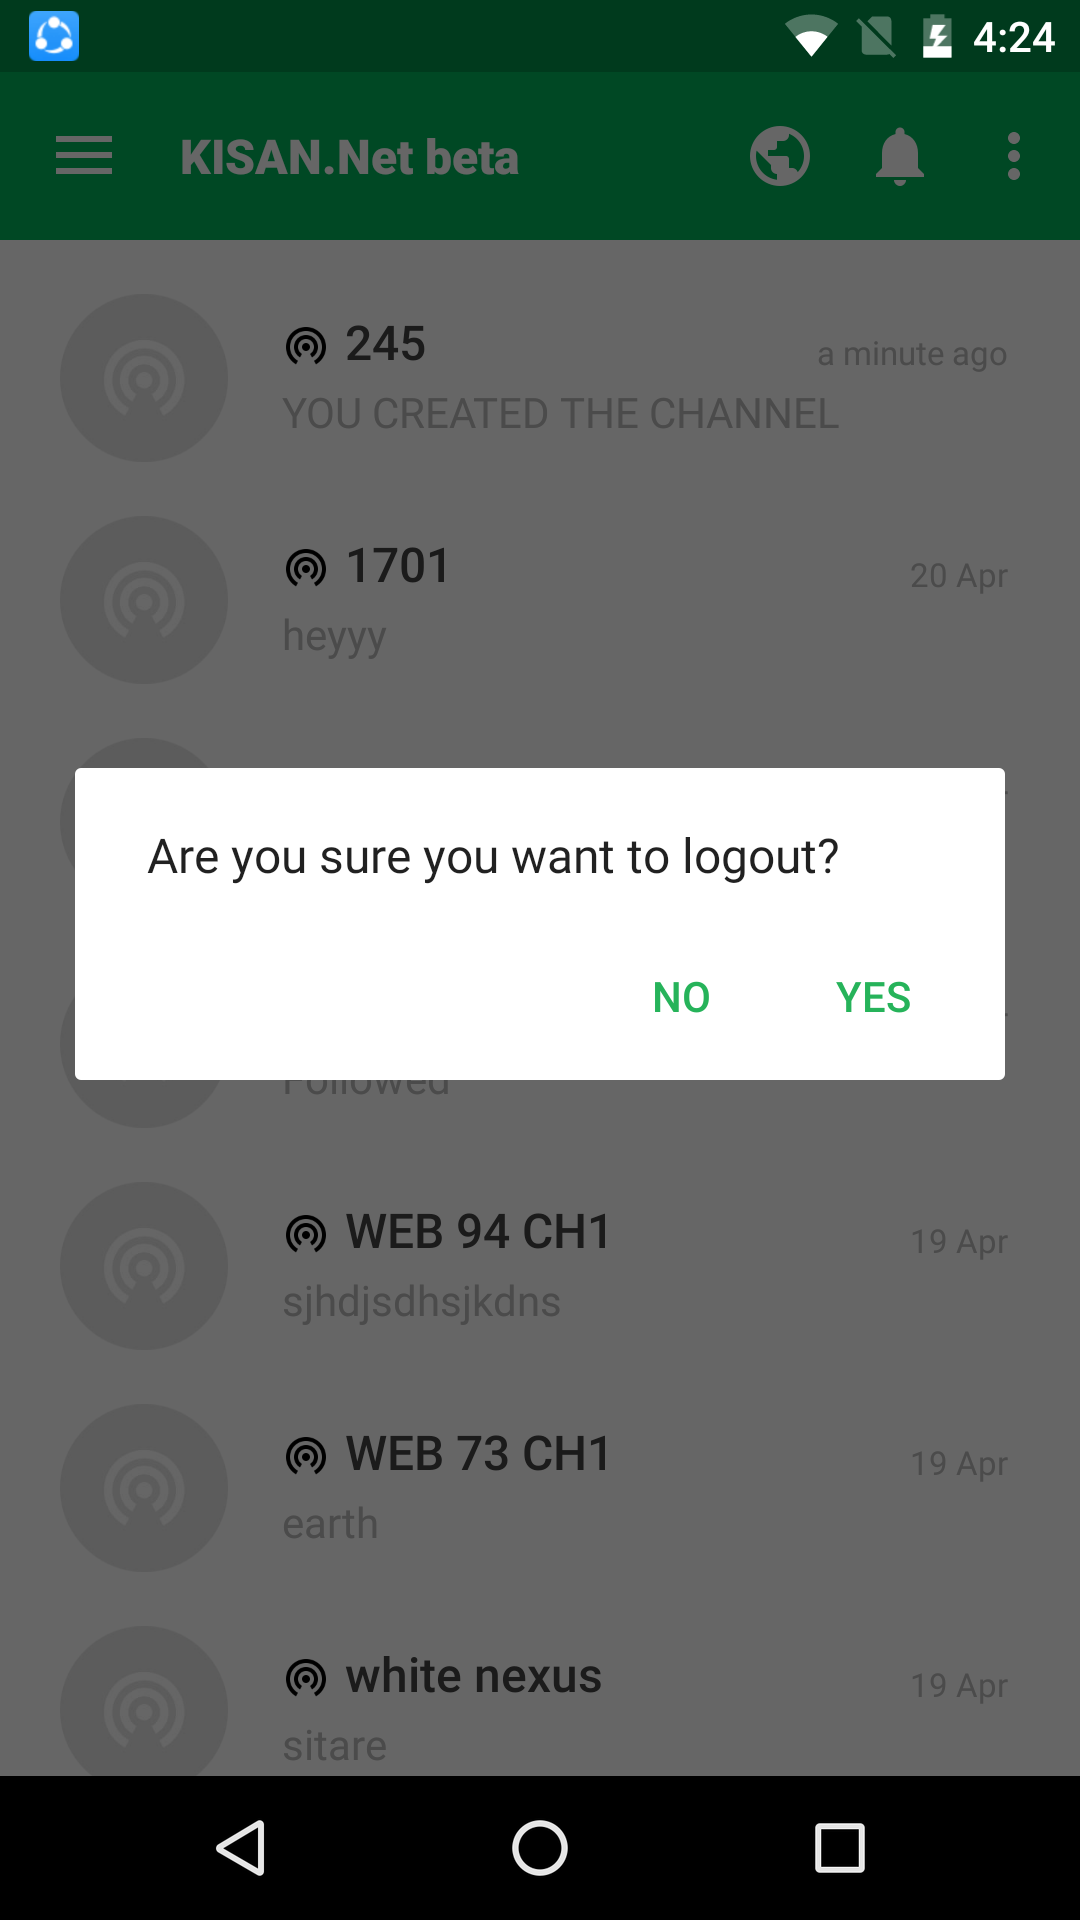 4:24
KISAN.Net beta
245
a minute ago
YOU CREATED THE CHANNEL
1701
20 Apr
heyyy
Are you sure you want to logout?
NO YES
Followed
WEB 94 CH1
19 Apr
sjhdjsdhsjkdns
WEB 73 CH1
19 Apr
earth
white nexus
19 Apr
sitare